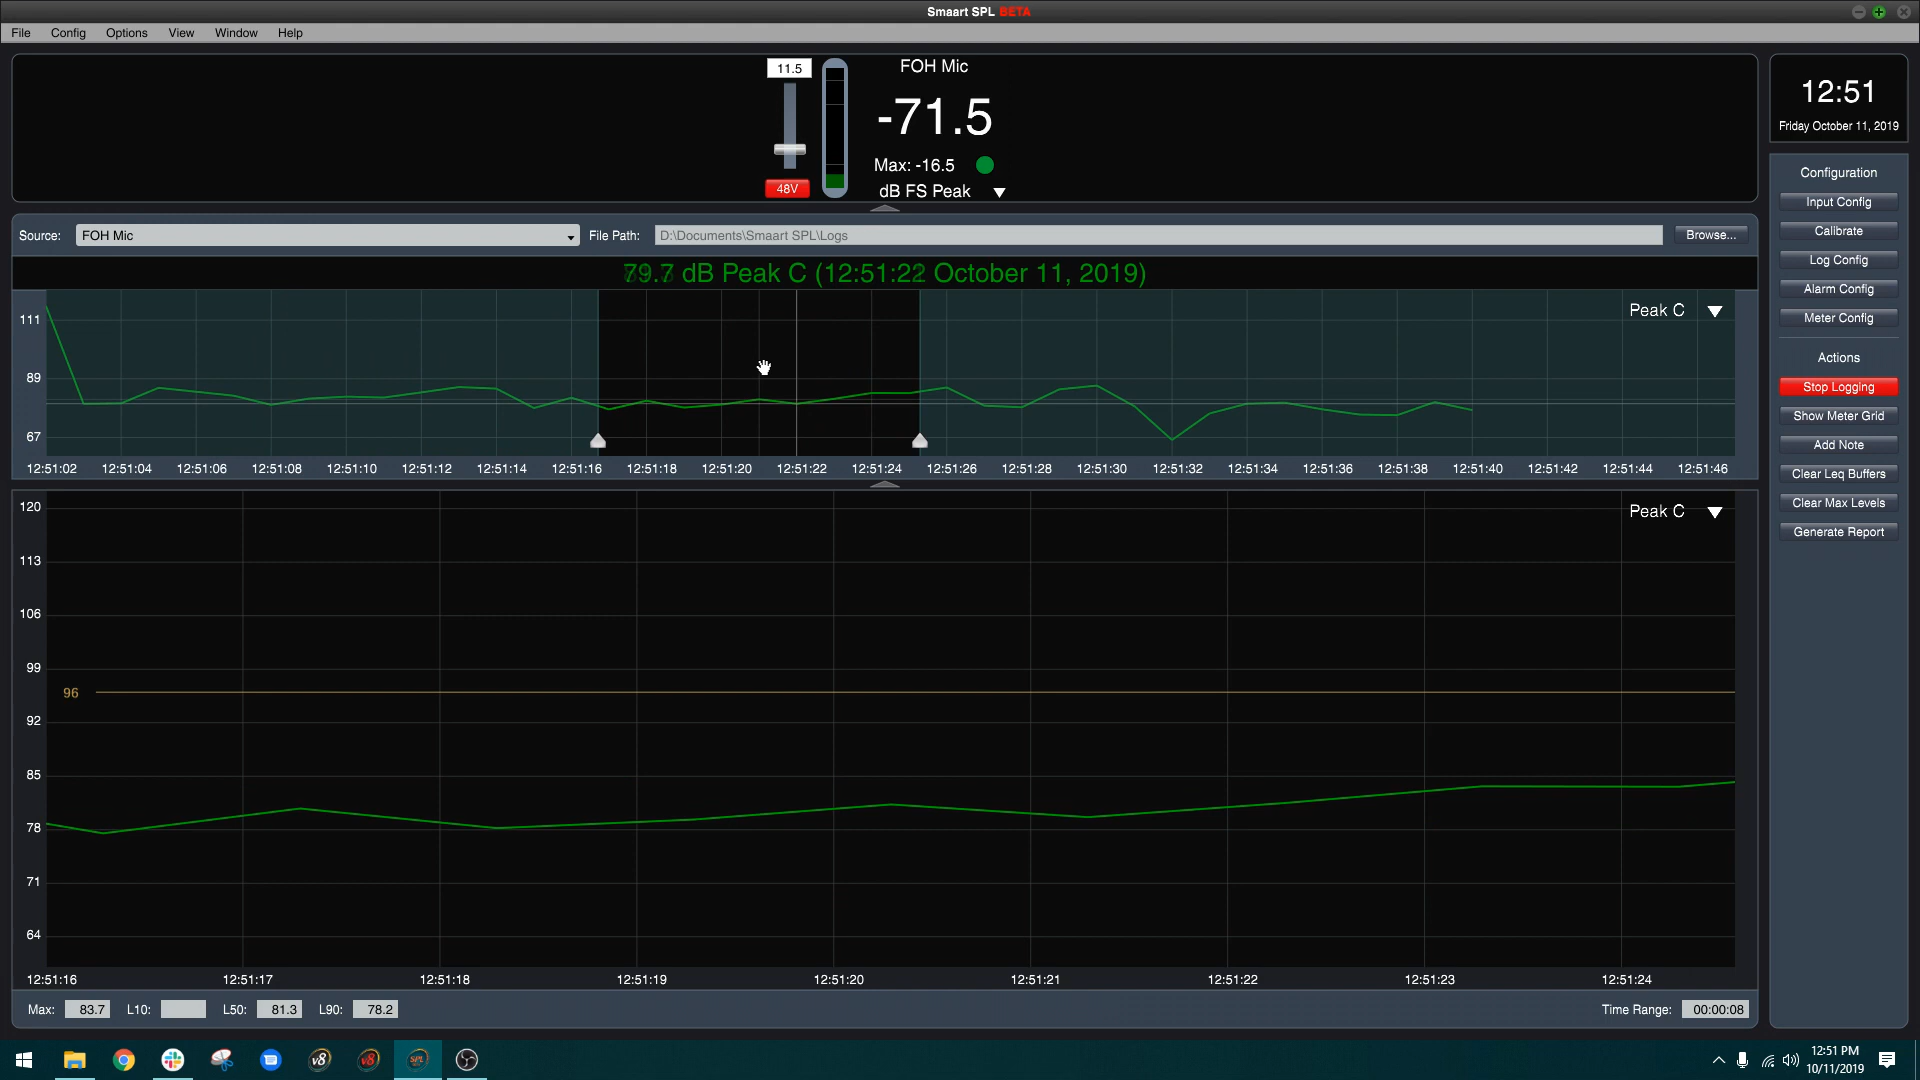 Smaart SPL BETA
File Config Options View Window Help
11.5
48V
FOH Mic
-71.5
Max: -16.5
dB FS Peak
12:51
Friday October 11, 2019
Source: FOH Mic File Path: D:\Documents\Smaart SPL\Logs Browse...
79.7 dB Peak C (12:51:22 October 11, 2019)
Peak C
111
89
67
12:51:02 12:51:04 12:51:06 12:51:08 12:51:10 12:51:12 12:51:14 12:51:16 12:51:18 12:51:20 12:51:22 12:51:24 12:51:26 12:51:28 12:51:30 12:51:32 12:51:34 12:51:36 12:51:38 12:51:40 12:51:42 12:51:44 12:51:46
Peak C
120
113
106
99
96
92
85
78
71
64
12:51:16 12:51:17 12:51:18 12:51:19 12:51:20 12:51:21 12:51:22 12:51:23 12:51:24
Max: 83.7 L10: L50: 81.3 L90: 78.2 Time Range: 00:00:08
Configuration
Input Config
Calibrate
Log Config
Alarm Config
Meter Config
Actions
Stop Logging
Show Meter Grid
Add Note
Clear Leq Buffers
Clear Max Levels
Generate Report
v8
v8
SPL
12:51 PM
10/11/2019